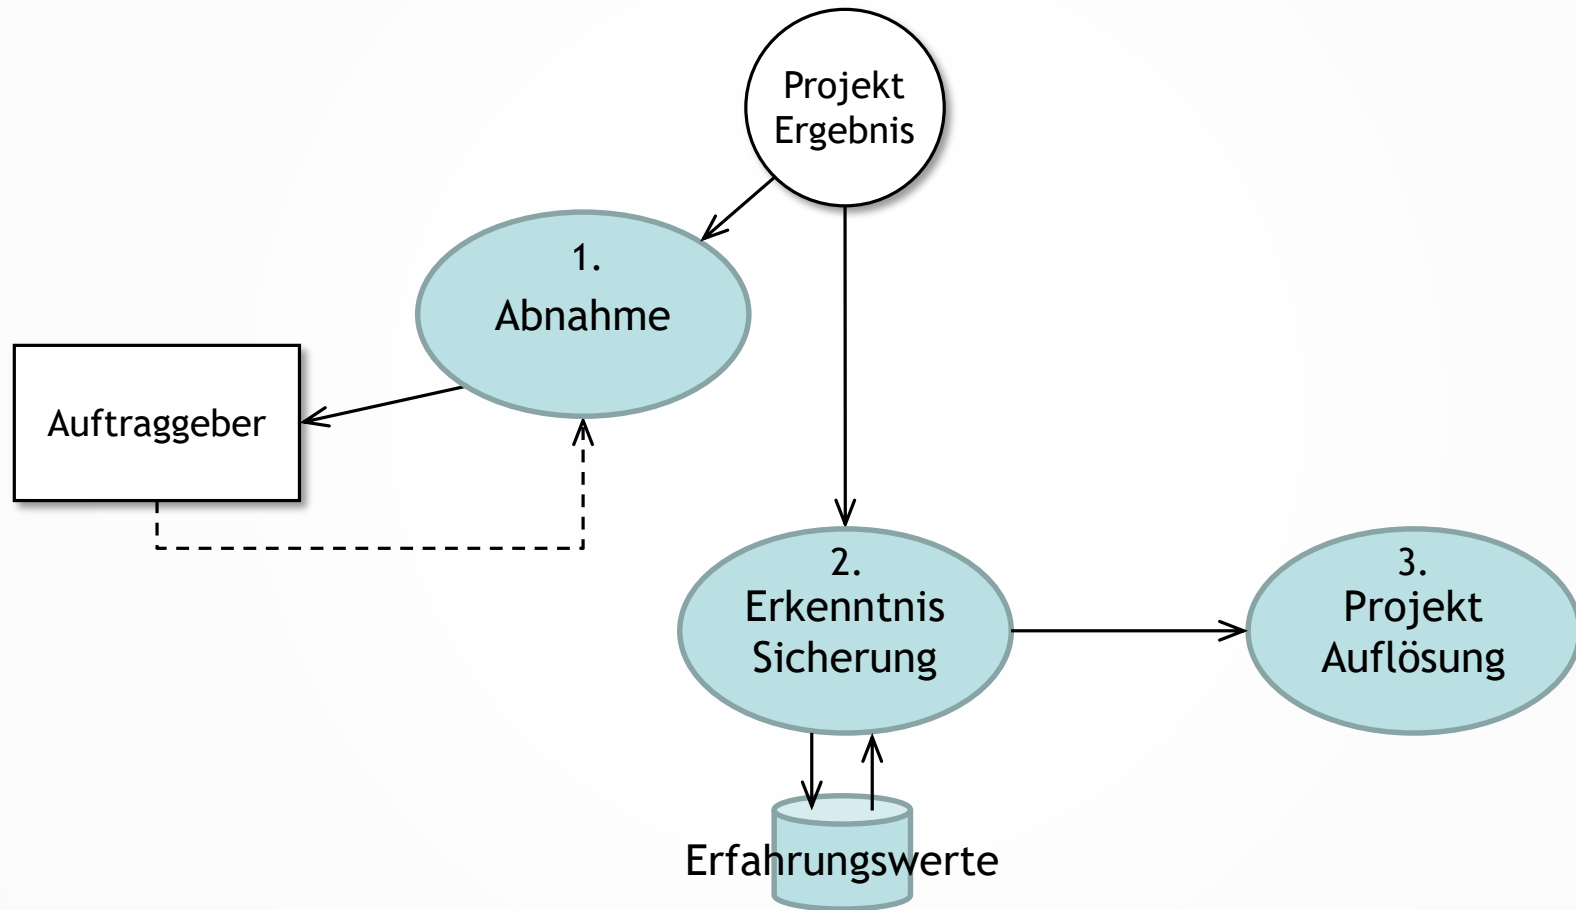 Projekt
Ergebnis
1.
Abnahme
Auftraggeber
2.
Erkenntnis
Sicherung
3.
Projekt
Auflösung
Erfahrungswerte